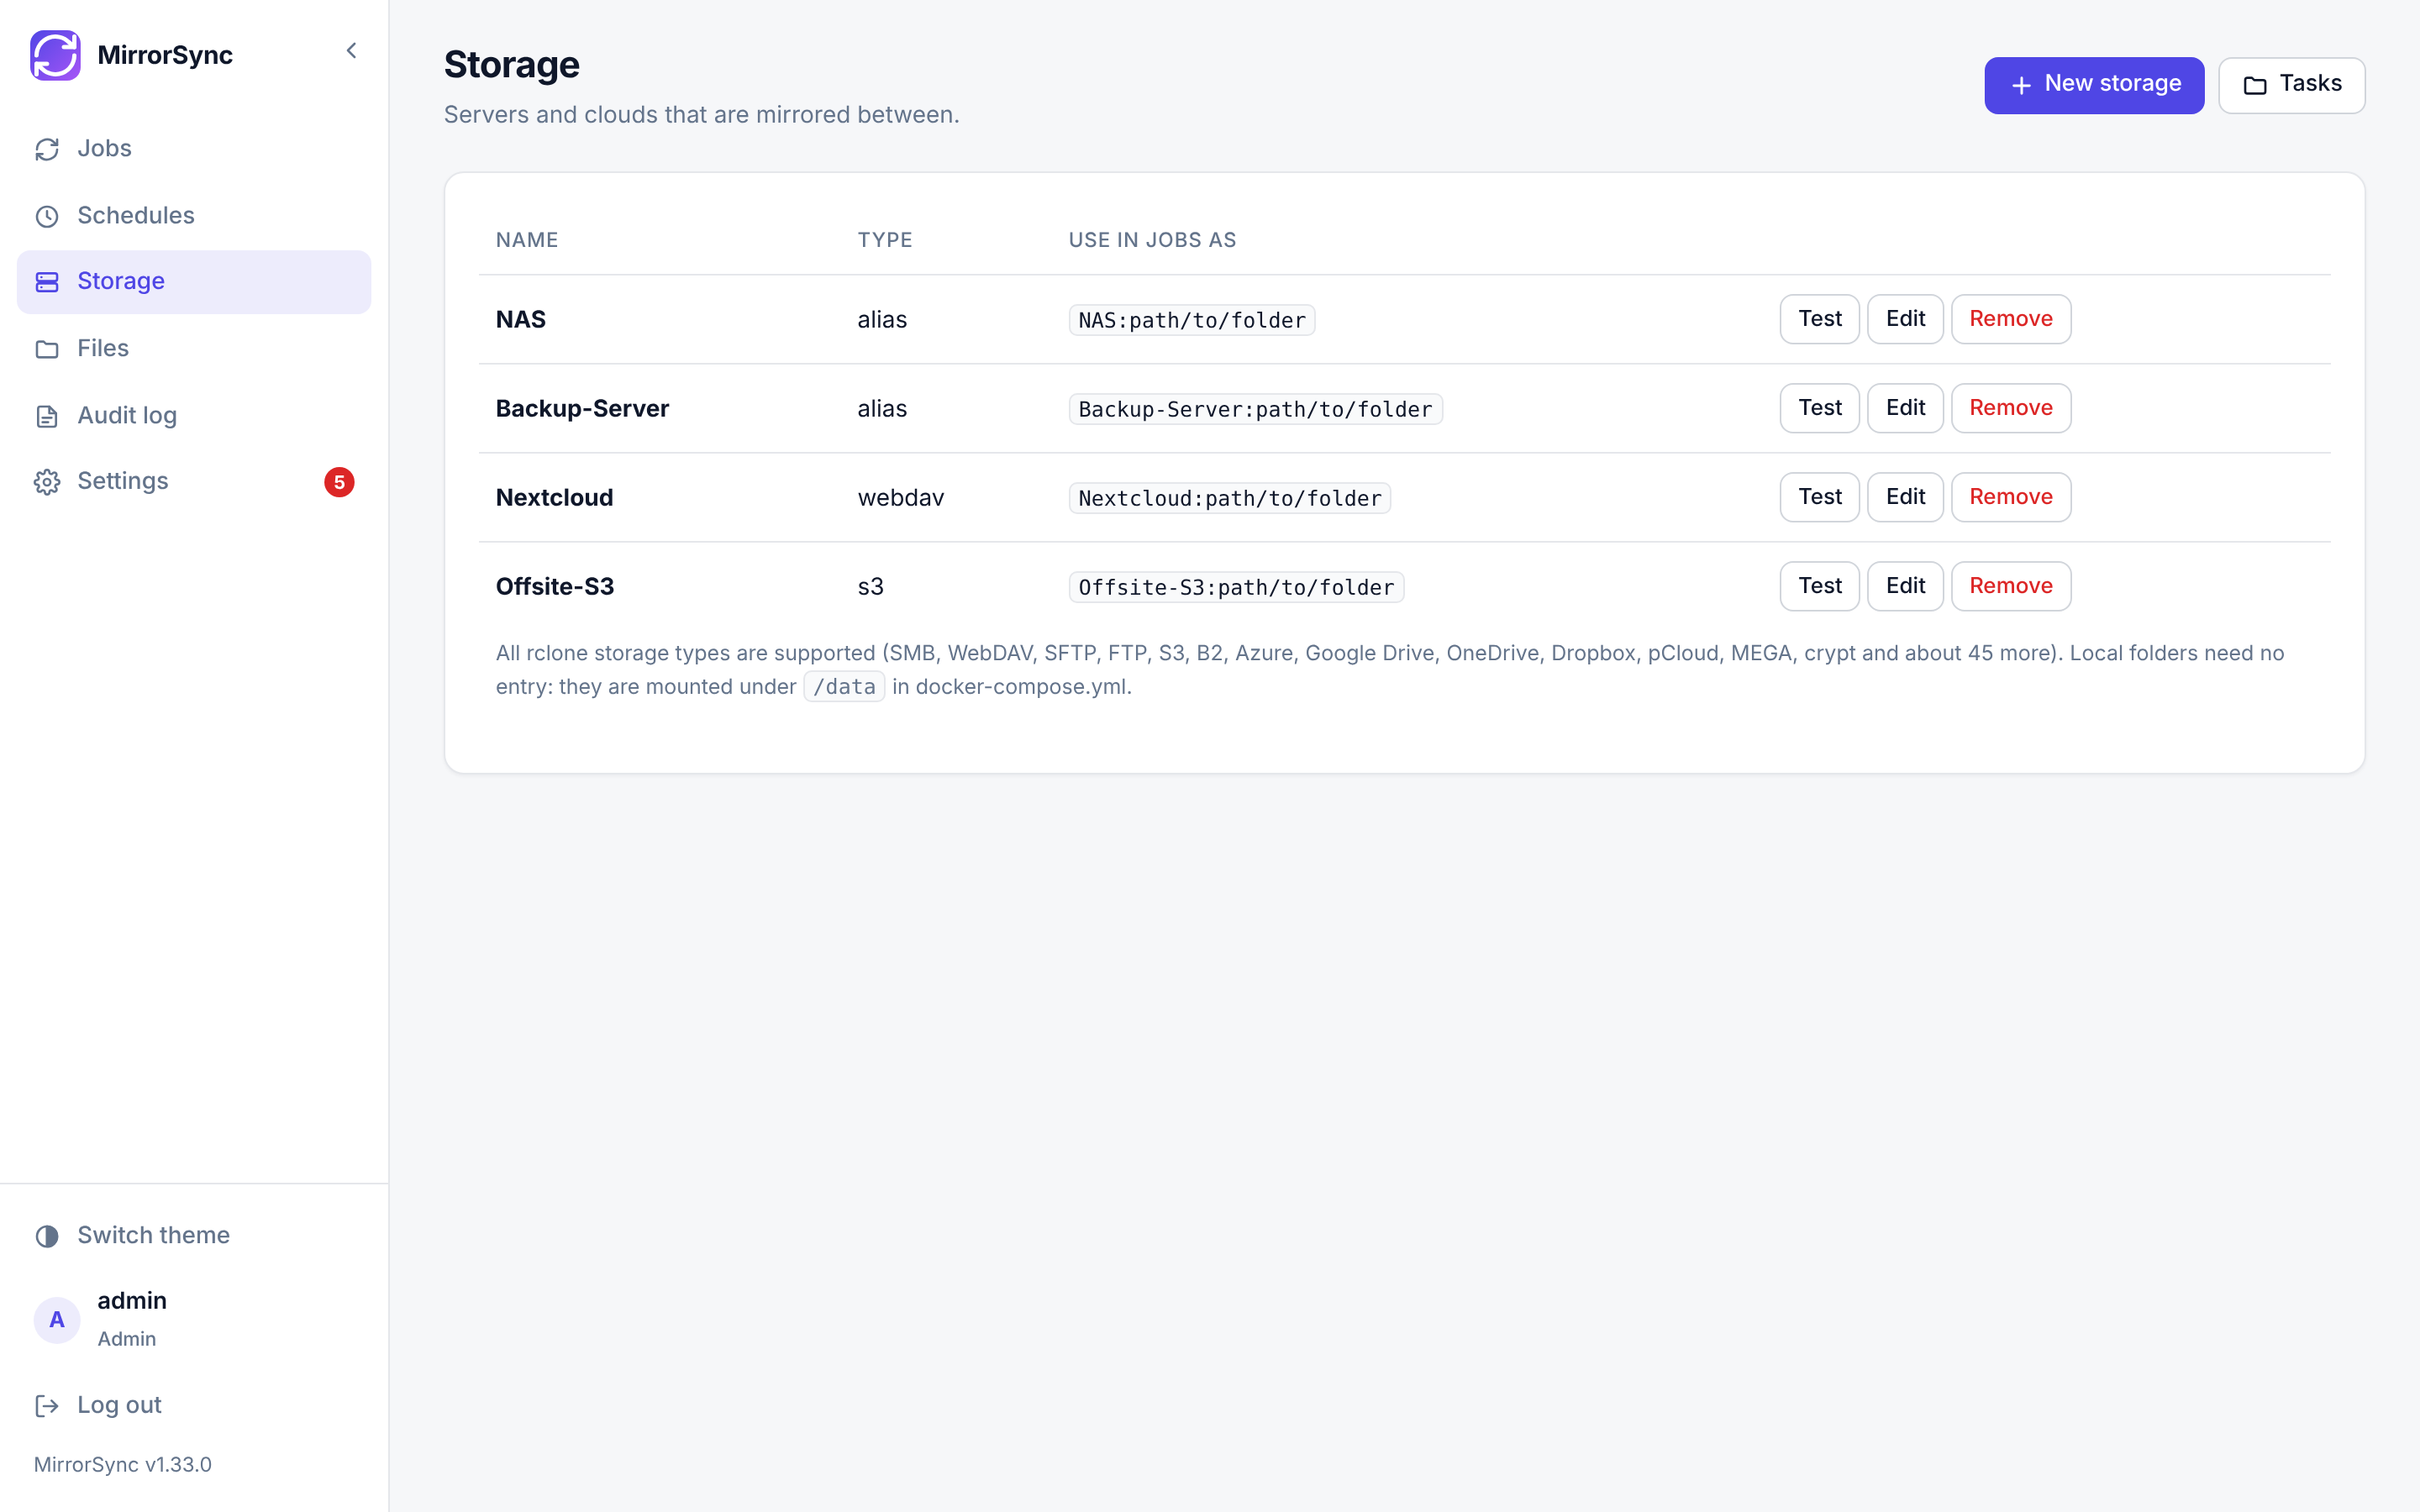 MirrorSync
Jobs
Schedules
Storage
Files
Audit log
Settings
5
Switch theme
A
admin
Admin
Log out
MirrorSync v1.33.0
Storage
Servers and clouds that are mirrored between.
New storage
Tasks
NAME TYPE USE IN JOBS AS
NAS alias NAS:path/to/folder Test Edit Remove
Backup-Server alias Backup-Server:path/to/folder Test Edit Remove
Nextcloud webdav Nextcloud:path/to/folder Test Edit Remove
Offsite-S3 s3 Offsite-S3:path/to/folder Test Edit Remove
All rclone storage types are supported (SMB, WebDAV, SFTP, FTP, S3, B2, Azure, Google Drive, OneDrive, Dropbox, pCloud, MEGA, crypt and about 45 more). Local folders need no
entry: they are mounted under /data in docker-compose.yml.